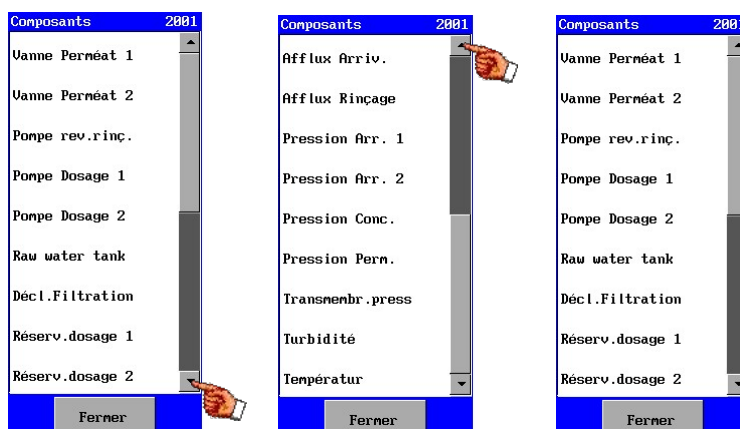 Composants 2001
Vanne Perméat 1
Vanne Perméat 2
Pompe rev.rinç.
Pompe Dosage 1
Pompe Dosage 2
Raw water tank
Décl.Filtration
Réserv.dosage 1
Réserv.dosage 2
Fermer
Composants 2001
Afflux Arriv.
Afflux Rinçage
Pression Arr. 1
Pression Arr. 2
Pression Conc.
Pression Perm.
Transmembr.press
Turbidité
Températur
Fermer
Composants 2001
Vanne Perméat 1
Vanne Perméat 2
Pompe rev.rinç.
Pompe Dosage 1
Pompe Dosage 2
Raw water tank
Décl.Filtration
Réserv.dosage 1
Réserv.dosage 2
Fermer